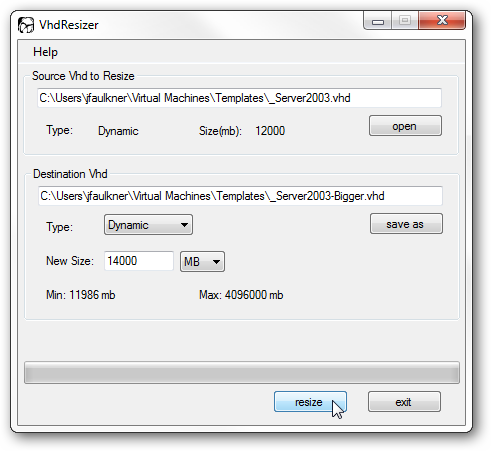 VhdResizer
Help
Source Vhd to Resize
C:\Users\jfaulkner\Virtual Machines\Templates\_Server2003.vhd
Type: Dynamic Size(mb): 12000 open
Destination Vhd
C:\Users\jfaulkner\Virtual Machines\Templates\_Server2003-Bigger.vhd
Type: Dynamic save as
New Size: 14000 MB
Min: 11986 mb Max: 4096000 mb
resize exit